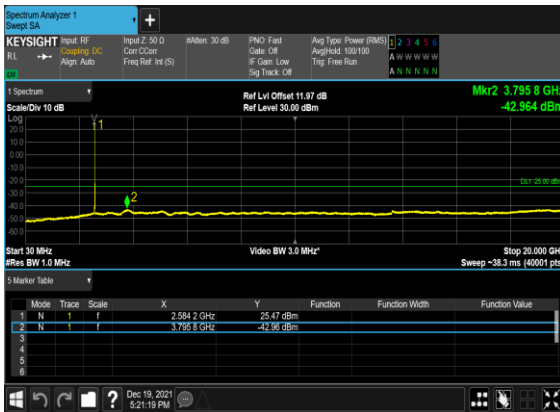 Spectrum Analyzer 1
Swept SA
KEYSIGHT Input: RF Input Z: 50 Ω #Atten: 30 dB PNO: Fast Avg Type: Power (RMS) 1 2 3 4 5 6
RL Coupling: DC Corr CCorr Gate: Off Avg|Hold: 100/100 A W W W W W
Align: Auto Freq Ref: Int (S) IF Gain: Low Trig: Free Run
Sig Track: Off A N N N N N
1 Spectrum Ref Lvl Offset 11.97 dB Mkr2 3.795 8 GHz
Scale/Div 10 dB Ref Level 30.00 dBm -42.964 dBm
Log
20.0
10.0
0.00
-10.0
-20.0
-30.0
-40.0
-50.0
-60.0
1
2
Start 30 MHz Video BW 3.0 MHz* Stop 20.000 GH
#Res BW 1.0 MHz Sweep ~38.3 ms (40001 pts
5 Marker Table
Mode Trace Scale X Y Function Function Width Function Value
1 N 1 f 2.584 2 GHz 25.47 dBm
2 N 1 f 3.795 8 GHz -42.96 dBm
3
4
5
6
? Dec 19, 2021
5:21:19 PM